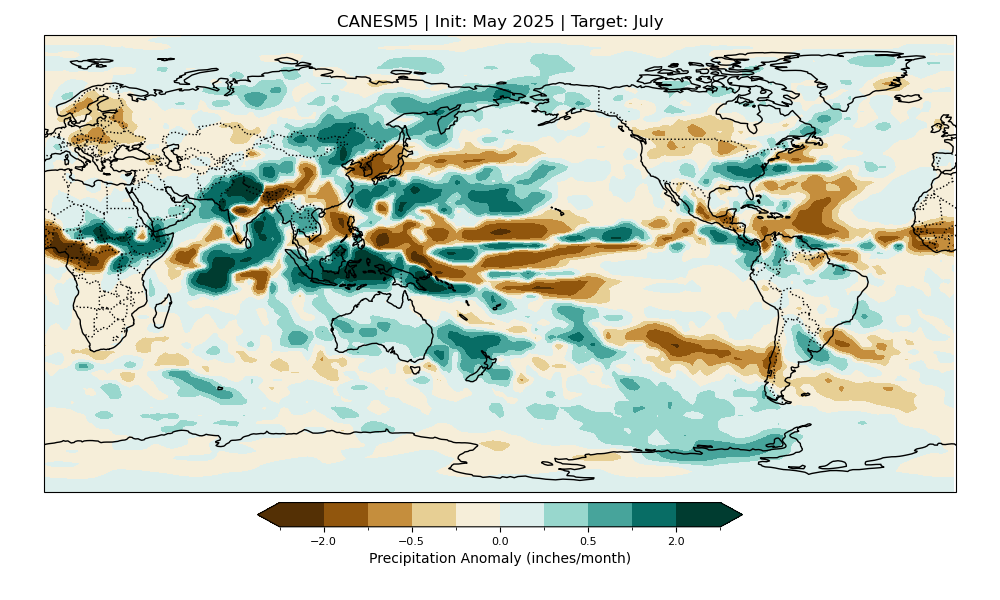 CANESM5 | Init: May 2025 | Target: July
−2.0 −0.5 0.0 0.5 2.0
Precipitation Anomaly (inches/month)